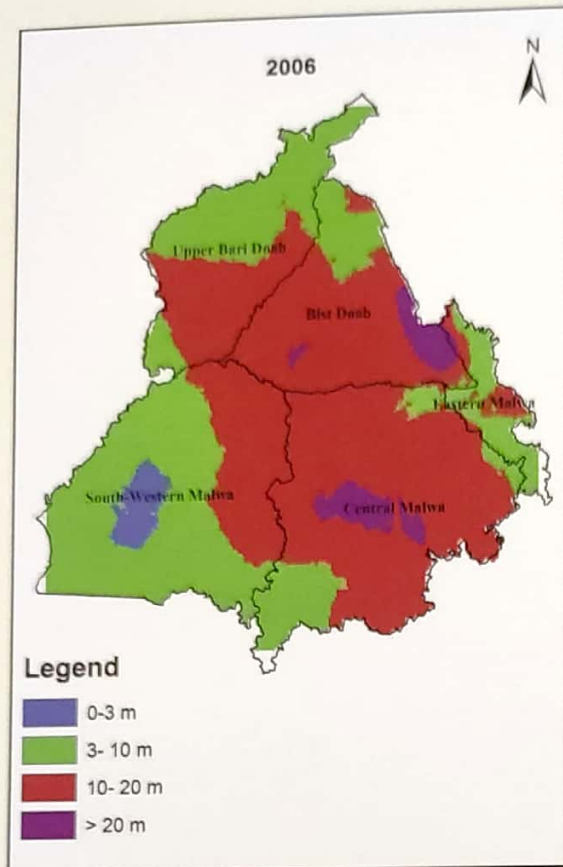 2006
N
Upper Bari Doab
Bist Doab
Eastern Malwa
South-Western Malwa
Central Malwa
Legend
0-3 m
3- 10 m
10- 20 m
> 20 m